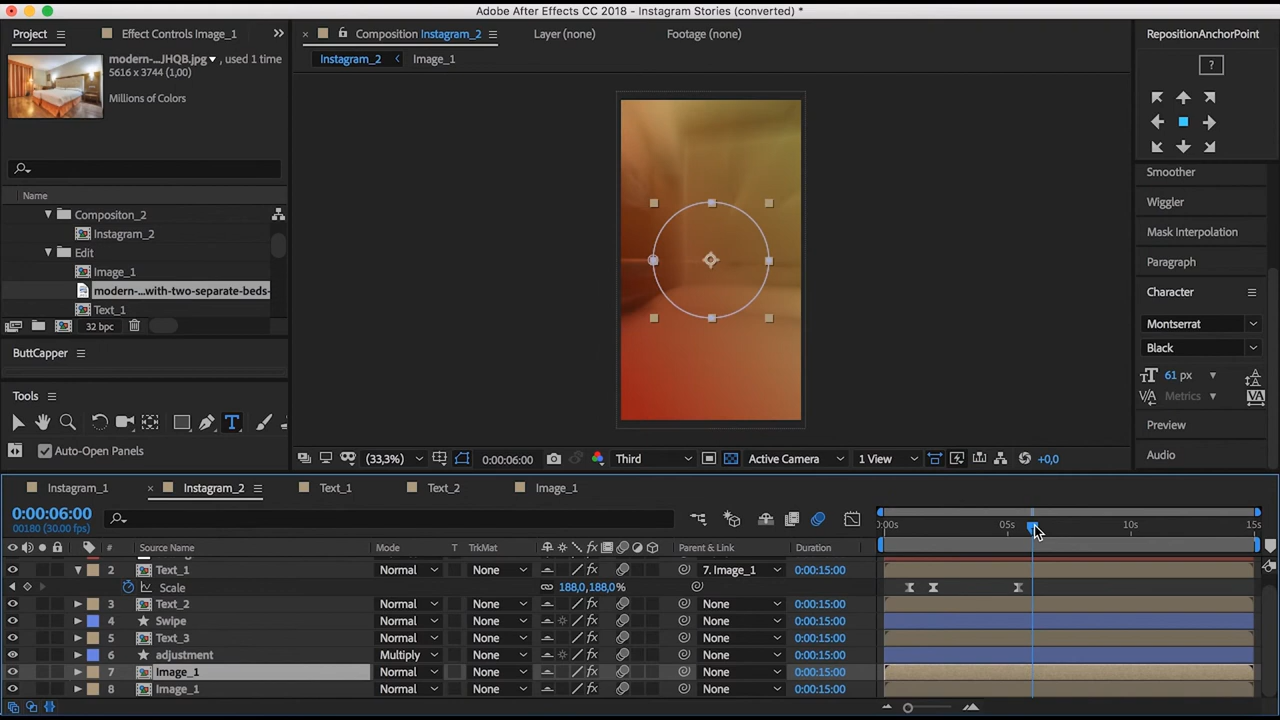 Adobe After Effects CC 2018 - Instagram Stories (converted) *
Project
Effect Controls Image_1
modern-...JHQB.jpg , used 1 time
5616 x 3744 (1,00)
Millions of Colors
Name
Compositon_2
Instagram_2
Edit
Image_1
modern-...with-two-separate-beds-
Text_1
32 bpc
ButtCapper
Tools
Auto-Open Panels
Composition Instagram_2
Layer (none)
Footage (none)
Instagram_2
Image_1
(33,3%)
0:00:06:00
Third
Active Camera
1 View
+0,0
RepositionAnchorPoint
?
Smoother
Wiggler
Mask Interpolation
Paragraph
Character
Montserrat
Black
61 px
Metrics
Preview
Audio
Instagram_1
Instagram_2
Text_1
Text_2
Image_1
0:00:06:00
00180 (30.00 fps)
:00s 05s 10s 15s
# Source Name Mode T TrkMat Parent & Link Duration
2 Text_1 Normal None 7. Image_1 0:00:15:00
Scale 188,0,188,0%
3 Text_2 Normal None None 0:00:15:00
4 Swipe Normal None None 0:00:15:00
5 Text_3 Normal None None 0:00:15:00
6 adjustment Multiply None None 0:00:15:00
7 Image_1 Normal None None 0:00:15:00
8 Image_1 Normal None None 0:00:15:00